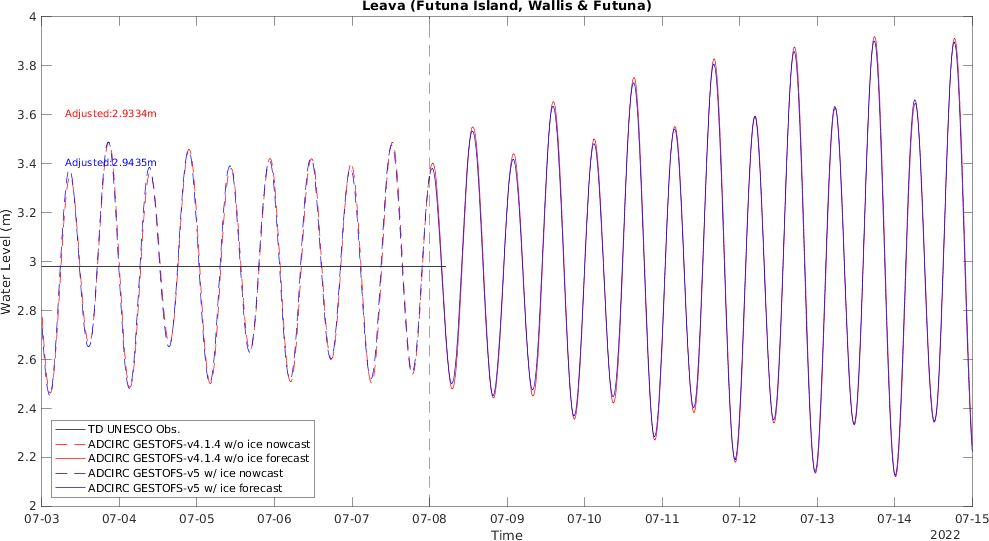 Leava (Futuna Island, Wallis & Futuna)
4
3.8
3.6
3.4
3.2
3
2.8
2.6
2.4
2.2
2
Water Level (m)
Adjusted:2.9334m
Adjusted:2.9435m
TD UNESCO Obs.
ADCIRC GESTOFS-v4.1.4 w/o ice nowcast
ADCIRC GESTOFS-v4.1.4 w/o ice forecast
ADCIRC GESTOFS-v5 w/ ice nowcast
ADCIRC GESTOFS-v5 w/ ice forecast
07-03 07-04 07-05 07-06 07-07 07-08 07-09 07-10 07-11 07-12 07-13 07-14 07-15
Time
2022